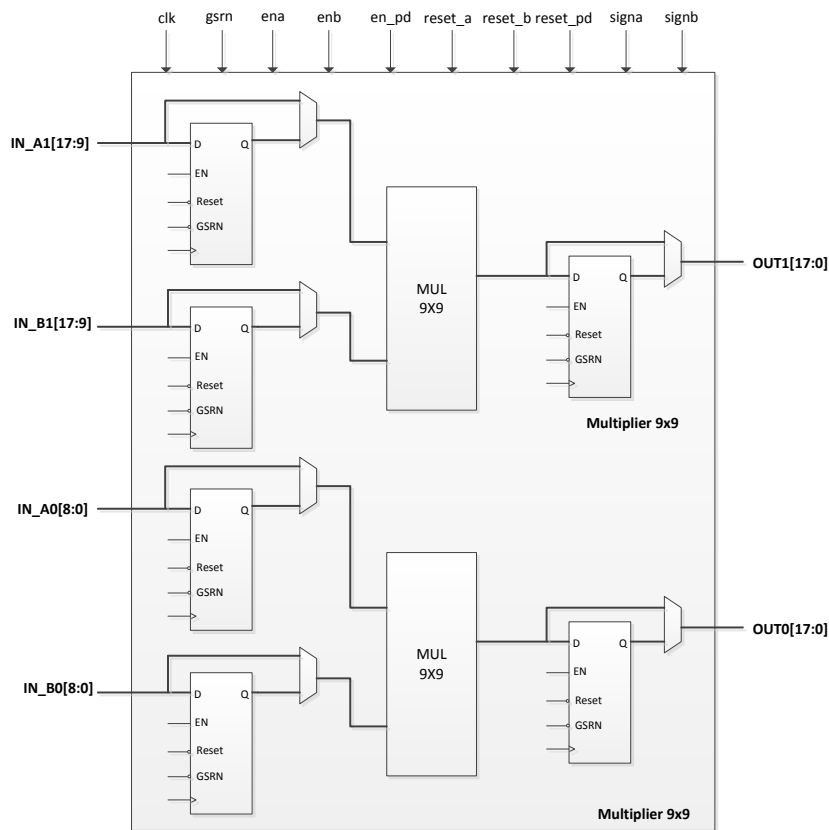 clk gsrn ena enb en_pd reset_a reset_b reset_pd signa signb
IN_A1[17:9]
D Q
EN
Reset
GSRN
MUL
9X9
OUT1[17:0]
D Q
EN
Reset
GSRN
IN_B1[17:9]
D Q
EN
Reset
GSRN
Multiplier 9x9
IN_A0[8:0]
D Q
EN
Reset
GSRN
MUL
9X9
OUT0[17:0]
D Q
EN
Reset
GSRN
IN_B0[8:0]
D Q
EN
Reset
GSRN
Multiplier 9x9